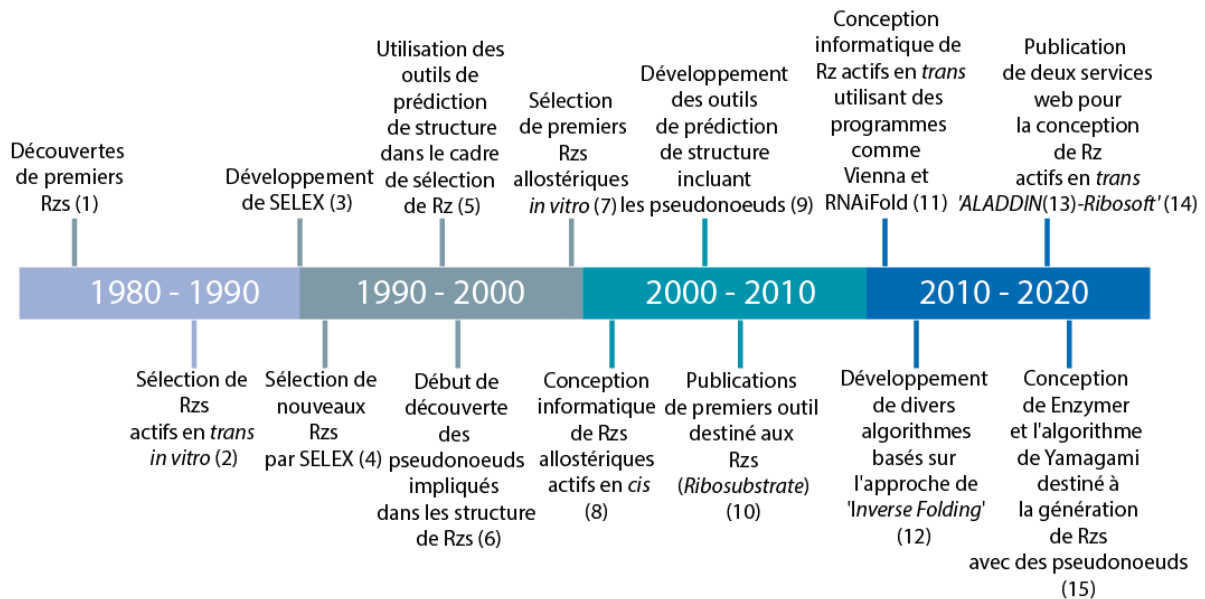 Découvertes
de premiers
Rzs (1)
Développement
de SELEX (3)
Utilisation des
outils de
prédiction
de structure
dans le cadre
de sélection
de Rz (5)
Sélection
de premiers
Rzs
allostériques
in vitro (7)
Développement
des outils
de prédiction
de structure
incluant
les pseudonoeuds (9)
Conception
informatique de
Rz actifs en trans
utilisant des
programmes
comme
Vienna et
RNAiFold (11)
Publication
de deux services
web pour
la conception
de Rz
actifs en trans
'ALADDIN(13)-Ribosoft' (14)
1980 - 1990
1990 - 2000
2000 - 2010
2010 - 2020
Sélection de
Rzs
actifs en trans
in vitro (2)
Sélection de
nouveaux
Rzs
par SELEX (4)
Début de
découverte
des
pseudonoeuds
impliqués
dans les structure
de Rzs (6)
Conception
informatique
de Rzs
allostériques
actifs en cis
(8)
Publications
de premiers outil
destiné aux
Rzs
(Ribosubstrate)
(10)
Développement
de divers
algorithmes
basés sur
l'approche de
'Inverse Folding'
(12)
Conception
de Enzymer
et l'algorithme
de Yamagami
destiné à
la génération
de Rzs
avec des pseudonoeuds
(15)